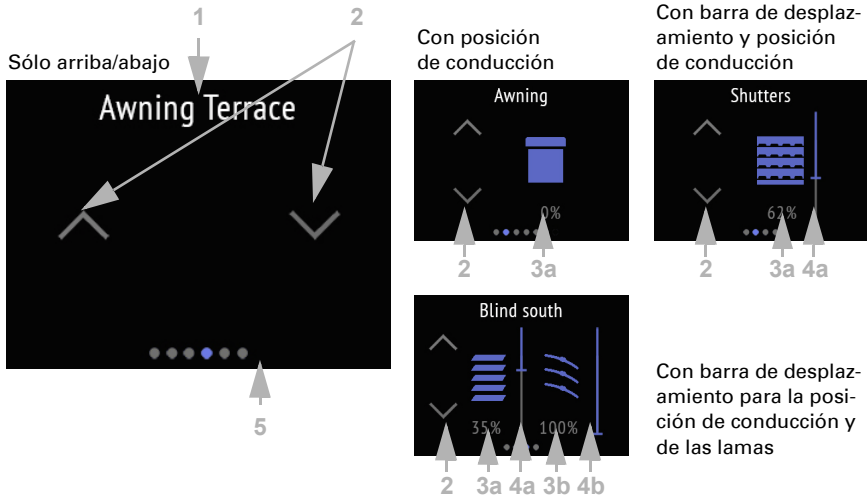 1
2
Sólo arriba/abajo
Awning Terrace
5
Con posición
de conducción
Awning
0%
2
3a
Con barra de desplaz-
amiento y posición
de conducción
Shutters
62%
2
3a
4a
Blind south
35%
100%
2
3a
4a
3b
4b
Con barra de desplaz-
amiento para la posi-
ción de conducción y
de las lamas